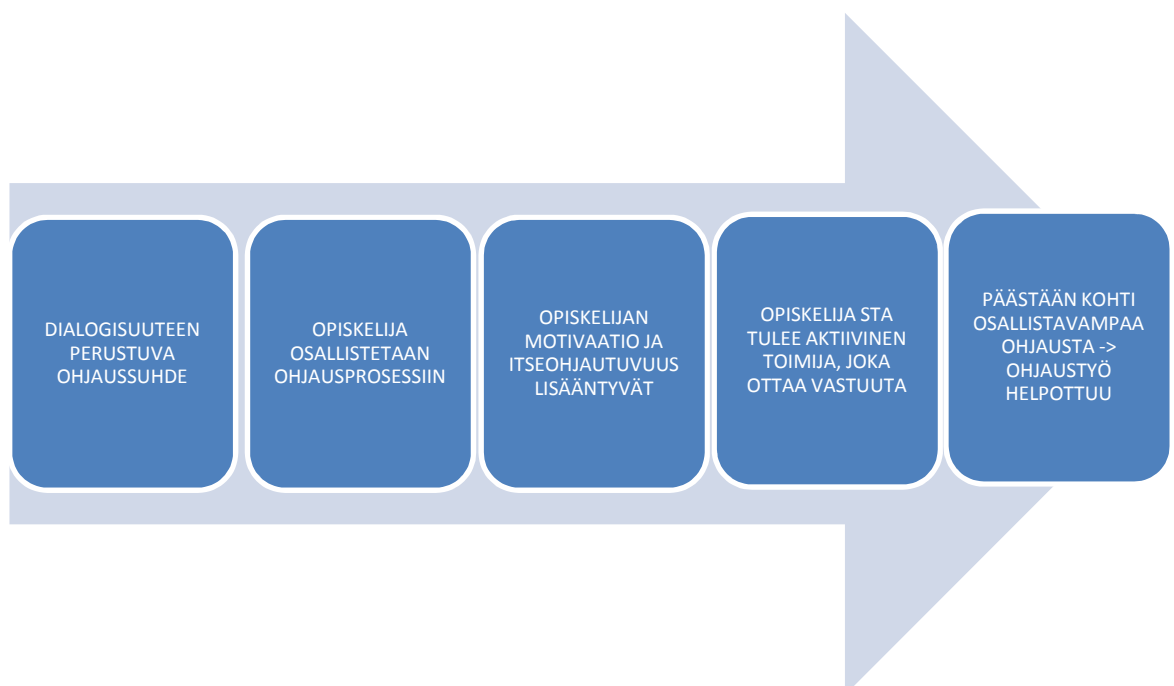 DIALOGISUUTEEN
PERUSTUVA
OHJAUSSUHDE
OPISKELIJA
OSALLISTETAAN
OHJAUSPROSESSIIN
OPISKELIJAN
MOTIVAATIO JA
ITSEOHJAUTUVUUS
LISÄÄNTYVÄT
OPISKELIJA STA
TULEE AKTIIVINEN
TOIMIJA, JOKA
OTTAA VASTUUTA
PÄÄSTÄÄN KOHTI
OSALLISTAVAMPAA
OHJAUSTA ->
OHJAUSTYÖ
HELPOTTUU